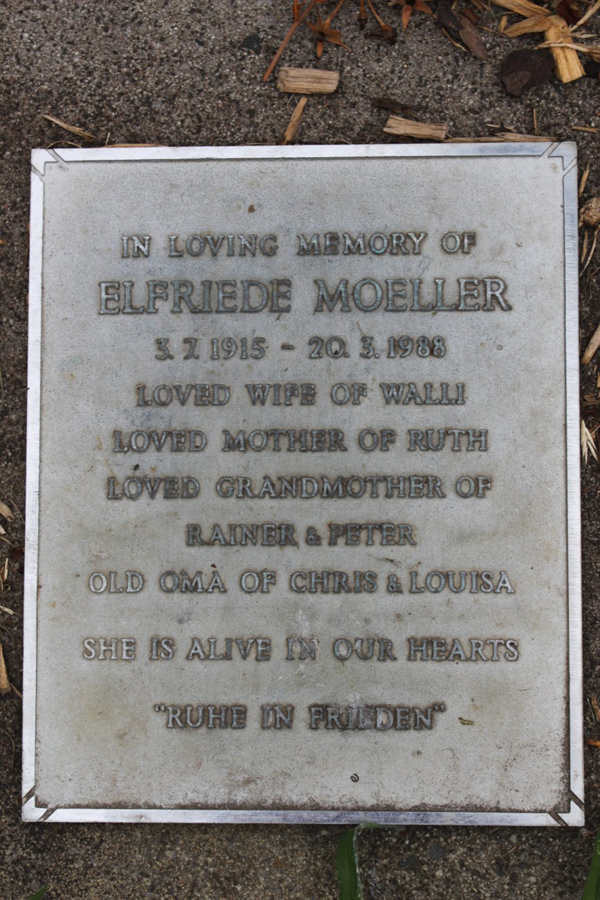 IN LOVING MEMORY OF
ELFRIEDE MOELLER
3.7.1915 - 20.3.1988
LOVED WIFE OF WALLI
LOVED MOTHER OF RUTH
LOVED GRANDMOTHER OF
RAINER & PETER
OLD OMA OF CHRIS & LOUISA
SHE IS ALIVE IN OUR HEARTS
"RUHE IN FRIEDEN"